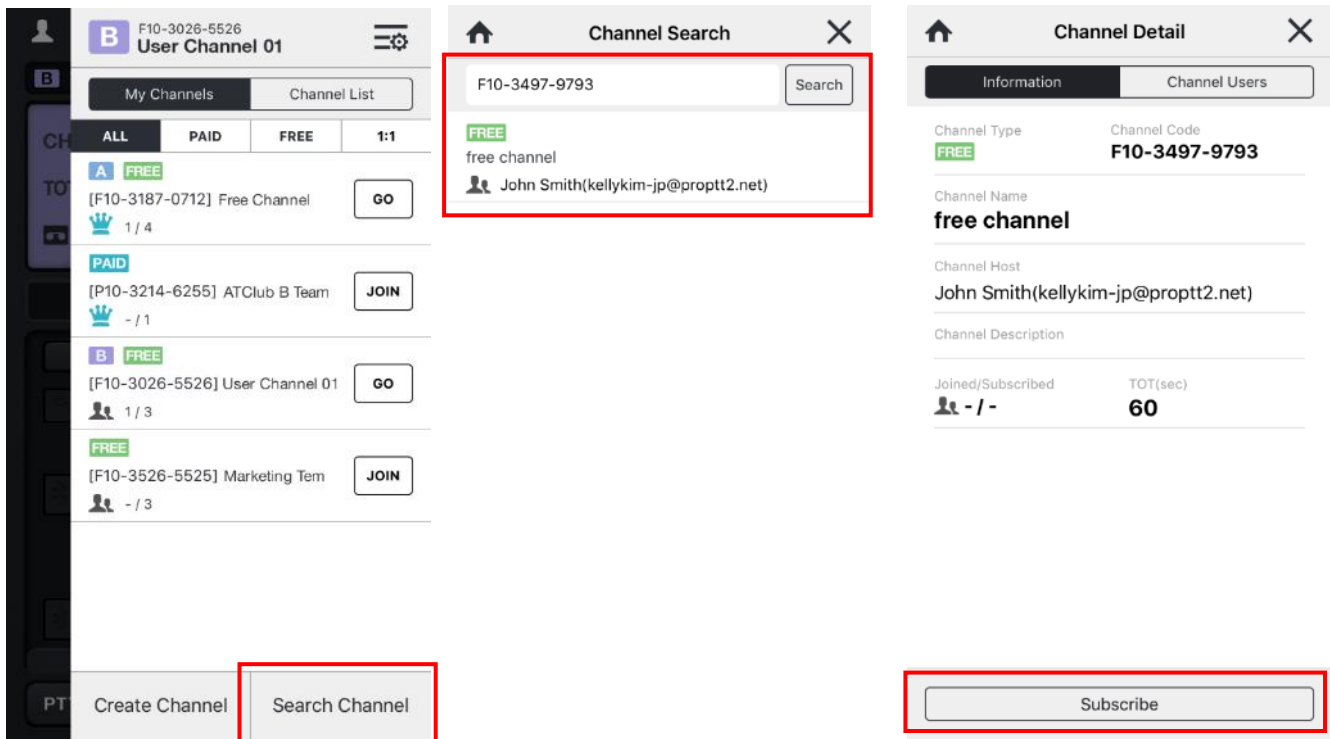 B
F10-3026-5526
User Channel 01
B
My Channels
Channel List
CH
ALL
PAID
FREE
1:1
A FREE
TO
[F10-3187-0712] Free Channel
GO
1 / 4
PAID
[P10-3214-6255] ATClub B Team
JOIN
- / 1
B FREE
[F10-3026-5526] User Channel 01
GO
1 / 3
FREE
[F10-3526-5525] Marketing Tem
JOIN
- / 3
PT
Create Channel
Search Channel
Channel Search
F10-3497-9793
Search
FREE
free channel
John Smith(kellykim-jp@proptt2.net)
Channel Detail
Information
Channel Users
Channel Type
Channel Code
FREE
F10-3497-9793
Channel Name
free channel
Channel Host
John Smith(kellykim-jp@proptt2.net)
Channel Description
Joined/Subscribed
TOT(sec)
- / -
60
Subscribe